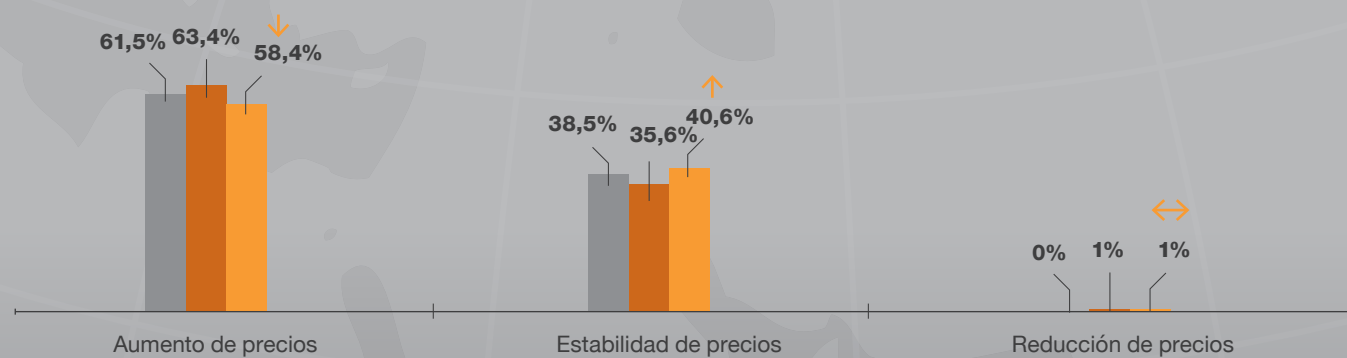 61,5% 63,4% 58,4%
38,5% 35,6% 40,6%
0% 1% 1%
Aumento de precios
Estabilidad de precios
Reducción de precios